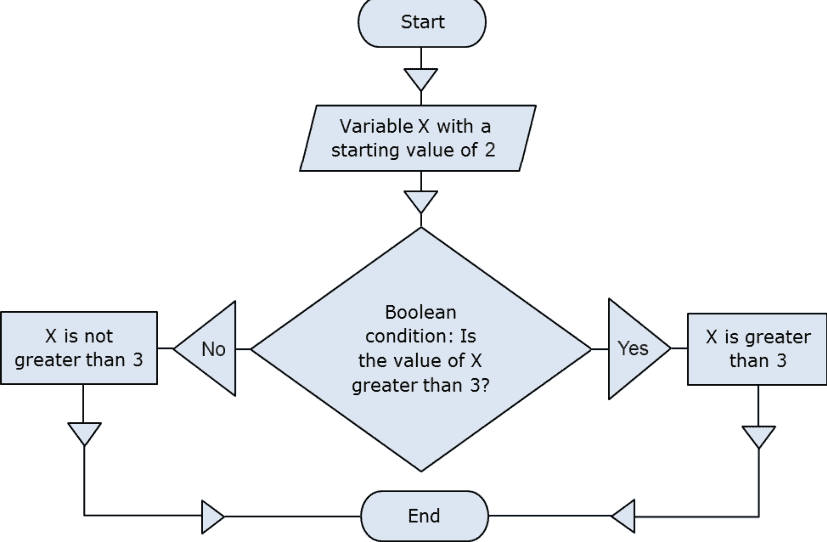 Start
Variable X with a
starting value of 2
Boolean
condition: Is
the value of X
greater than 3?
No
Yes
X is not
greater than 3
X is greater
than 3
End